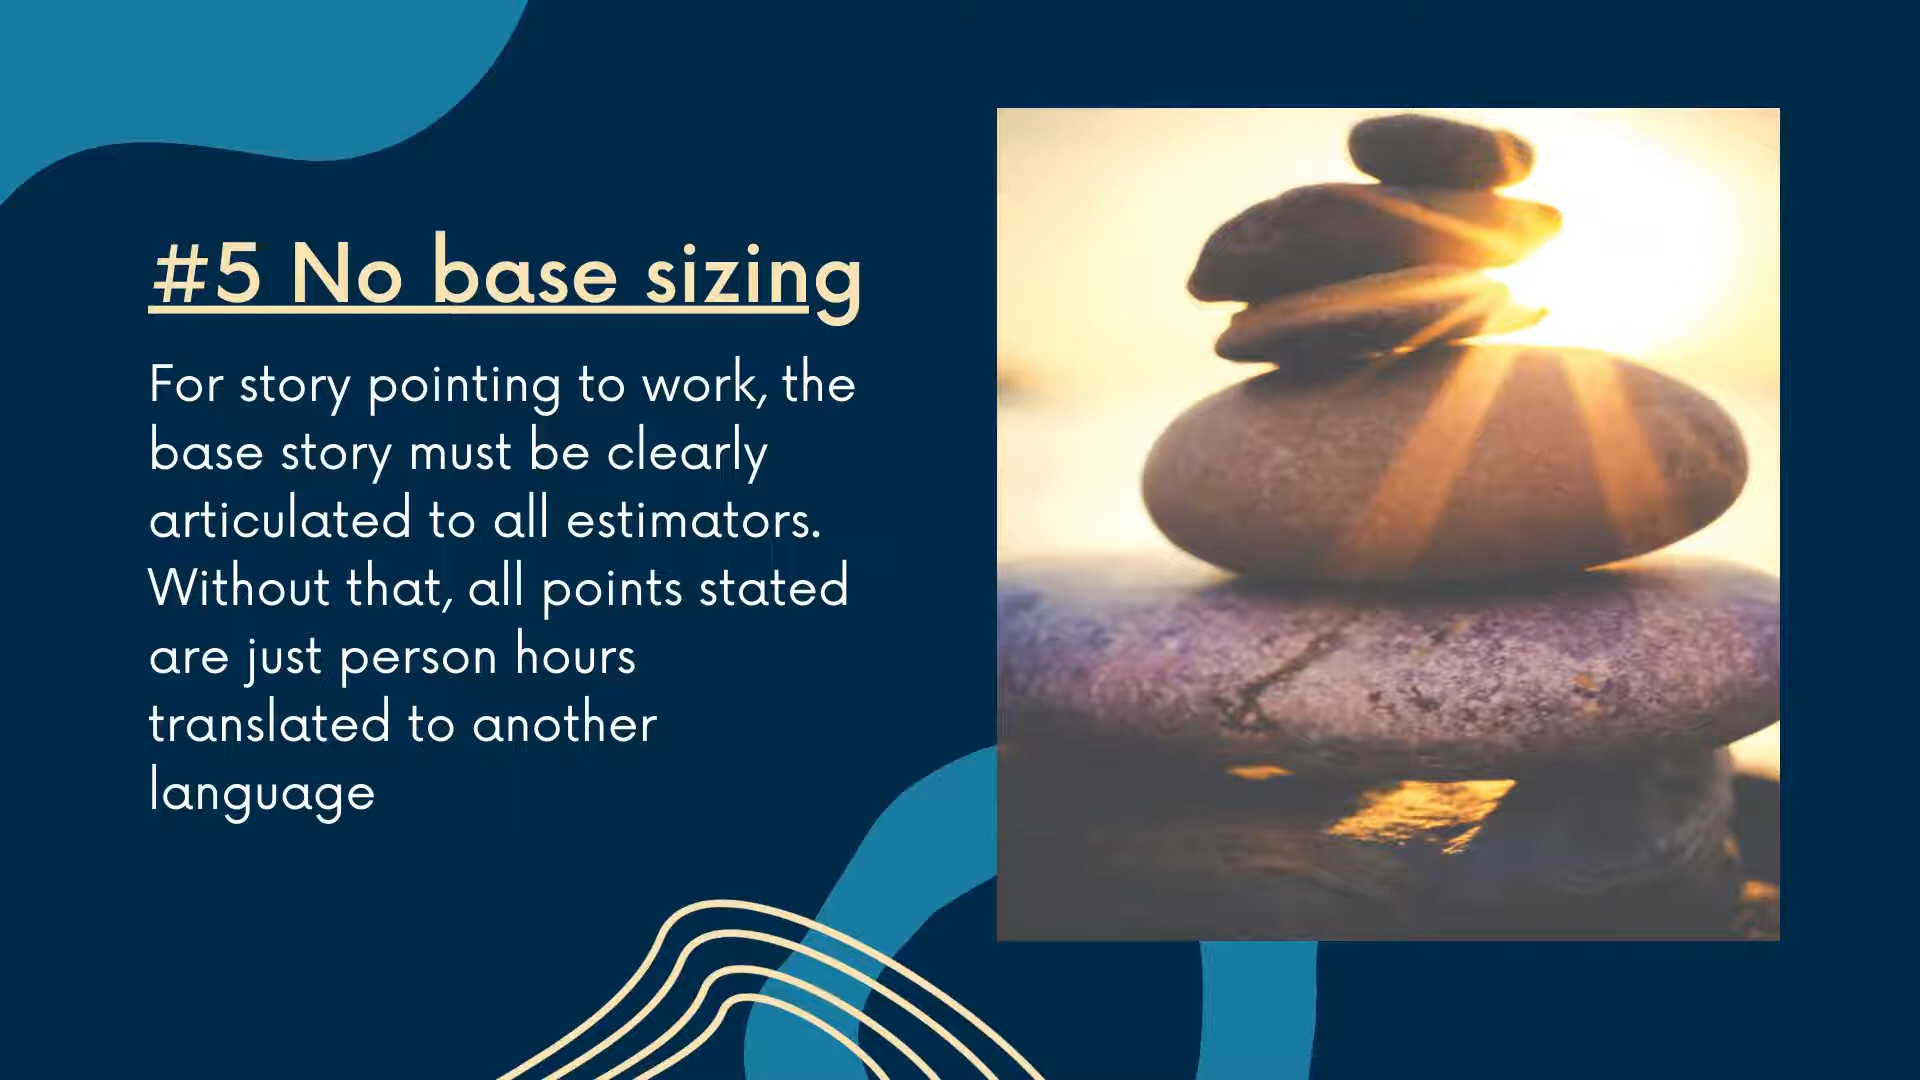 #5 No base sizing
For story pointing to work, the
base story must be clearly
articulated to all estimators.
Without that, all points stated
are just person hours
translated to another
language